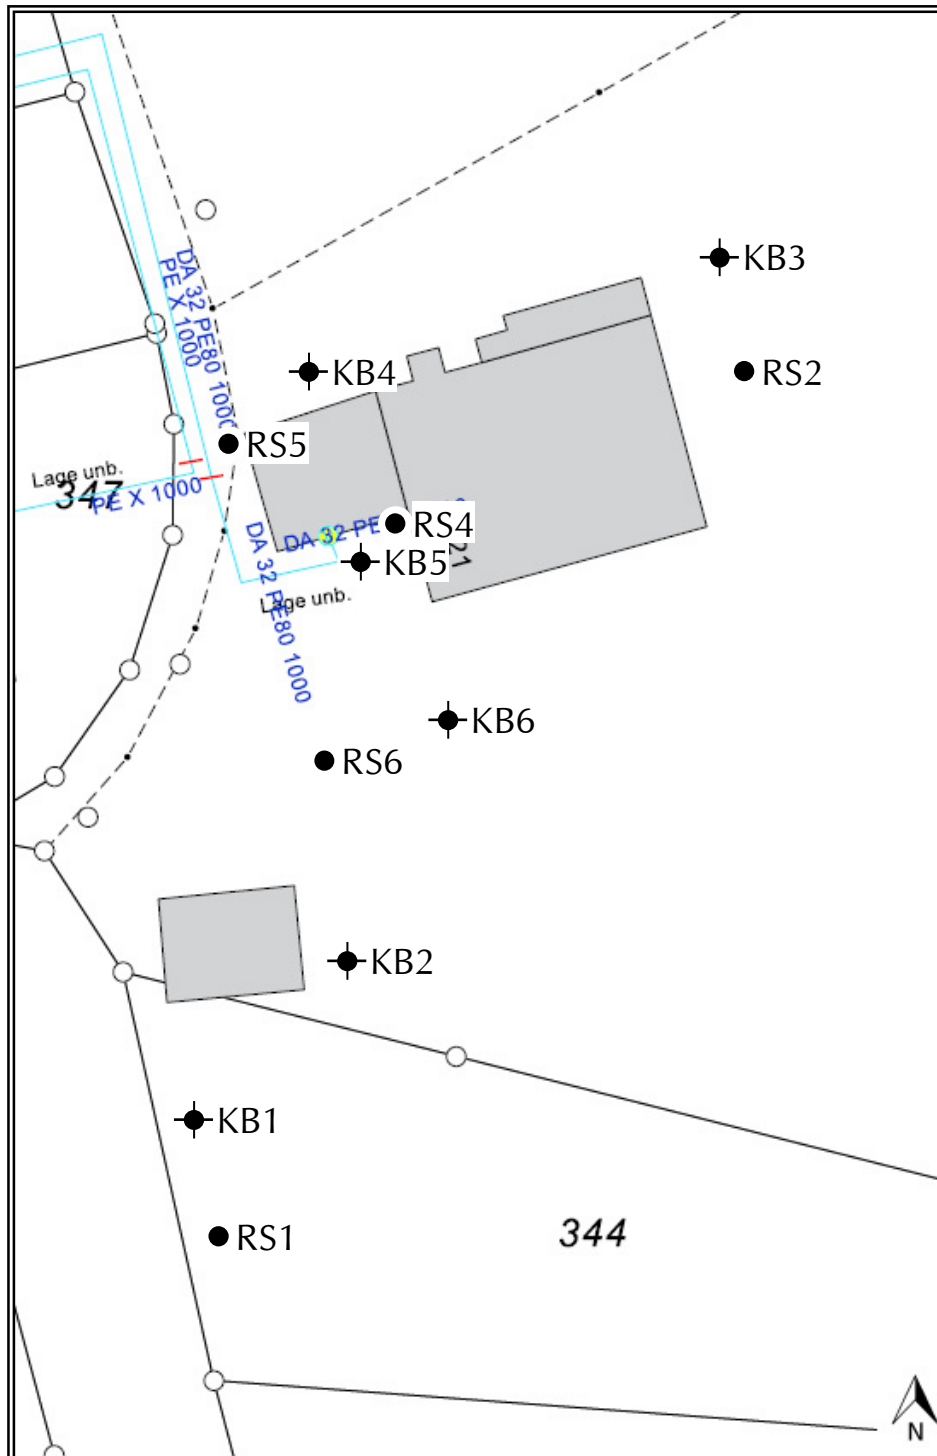 KB3
DA 32 PE80 1000
PE X 1000
KB4
RS2
RS5
Lage unb.
347
PE X 1000
RS4
DA 32 PE
21
KB5
DA 32 PE80 1000
Lage unb.
KB6
RS6
KB2
KB1
RS1
344
N